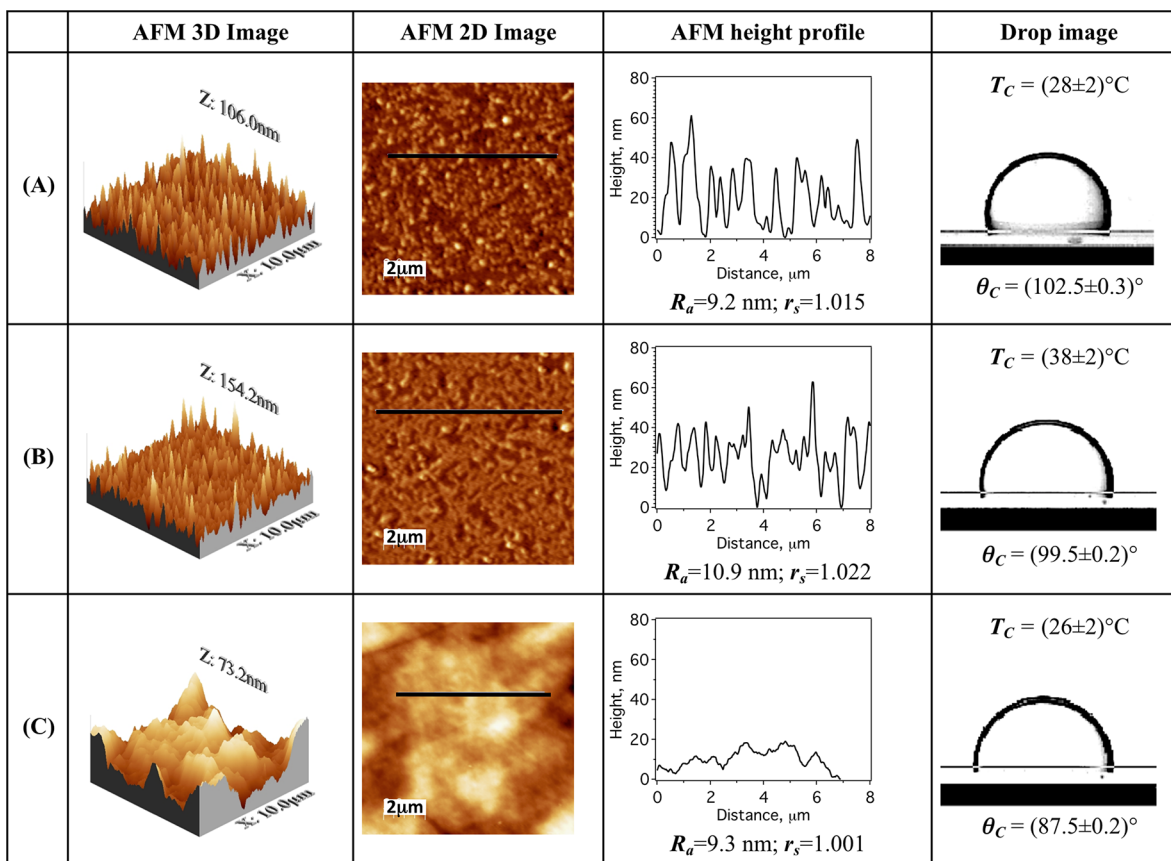 AFM 3D Image
AFM 2D Image
AFM height profile
Drop image
(A)
Z: 106.0nm
X: 10.0μm
2μm
80
60
40
20
0
Height, nm
0 2 4 6 8
Distance, μm
Ra=9.2 nm; rs=1.015
TC = (28±2)°C
θC = (102.5±0.3)°
(B)
Z: 154.2nm
X: 10.0μm
2μm
80
60
40
20
0
Height, nm
0 2 4 6 8
Distance, μm
Ra=10.9 nm; rs=1.022
TC = (38±2)°C
θC = (99.5±0.2)°
(C)
Z: 73.2nm
X: 10.0μm
2μm
80
60
40
20
0
Height, nm
0 2 4 6 8
Distance, μm
Ra=9.3 nm; rs=1.001
TC = (26±2)°C
θC = (87.5±0.2)°